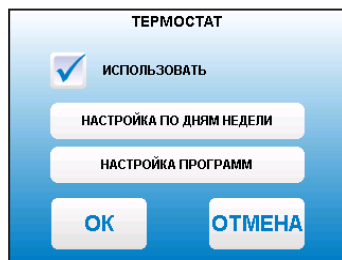 ТЕРМОСТАТ
ИСПОЛЬЗОВАТЬ
НАСТРОЙКА ПО ДНЯМ НЕДЕЛИ
НАСТРОЙКА ПРОГРАММ
ОК ОТМЕНА